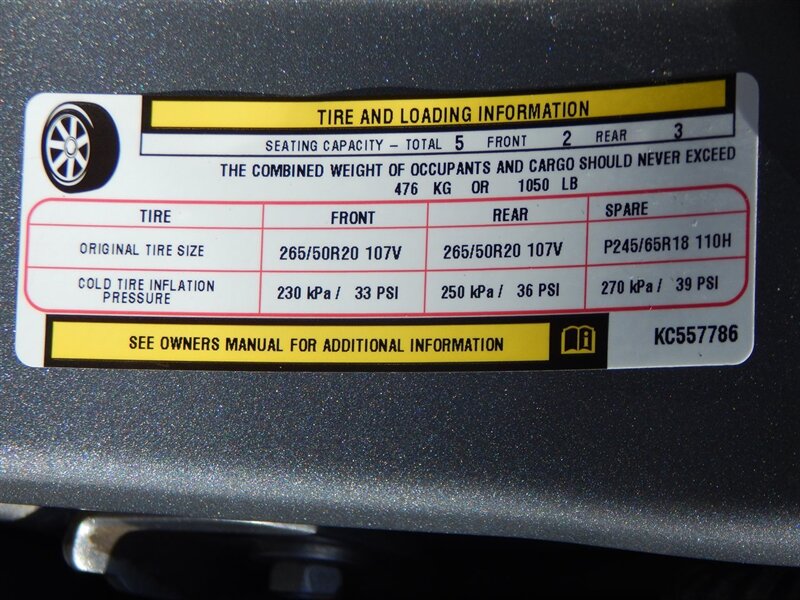 TIRE AND LOADING INFORMATION
SEATING CAPACITY – TOTAL 5 FRONT 2 REAR 3
THE COMBINED WEIGHT OF OCCUPANTS AND CARGO SHOULD NEVER EXCEED
476 KG OR 1050 LB
TIRE FRONT REAR SPARE
ORIGINAL TIRE SIZE 265/50R20 107V 265/50R20 107V P245/65R18 110H
COLD TIRE INFLATION PRESSURE 230 kPa / 33 PSI 250 kPa / 36 PSI 270 kPa / 39 PSI
SEE OWNERS MANUAL FOR ADDITIONAL INFORMATION
KC557786